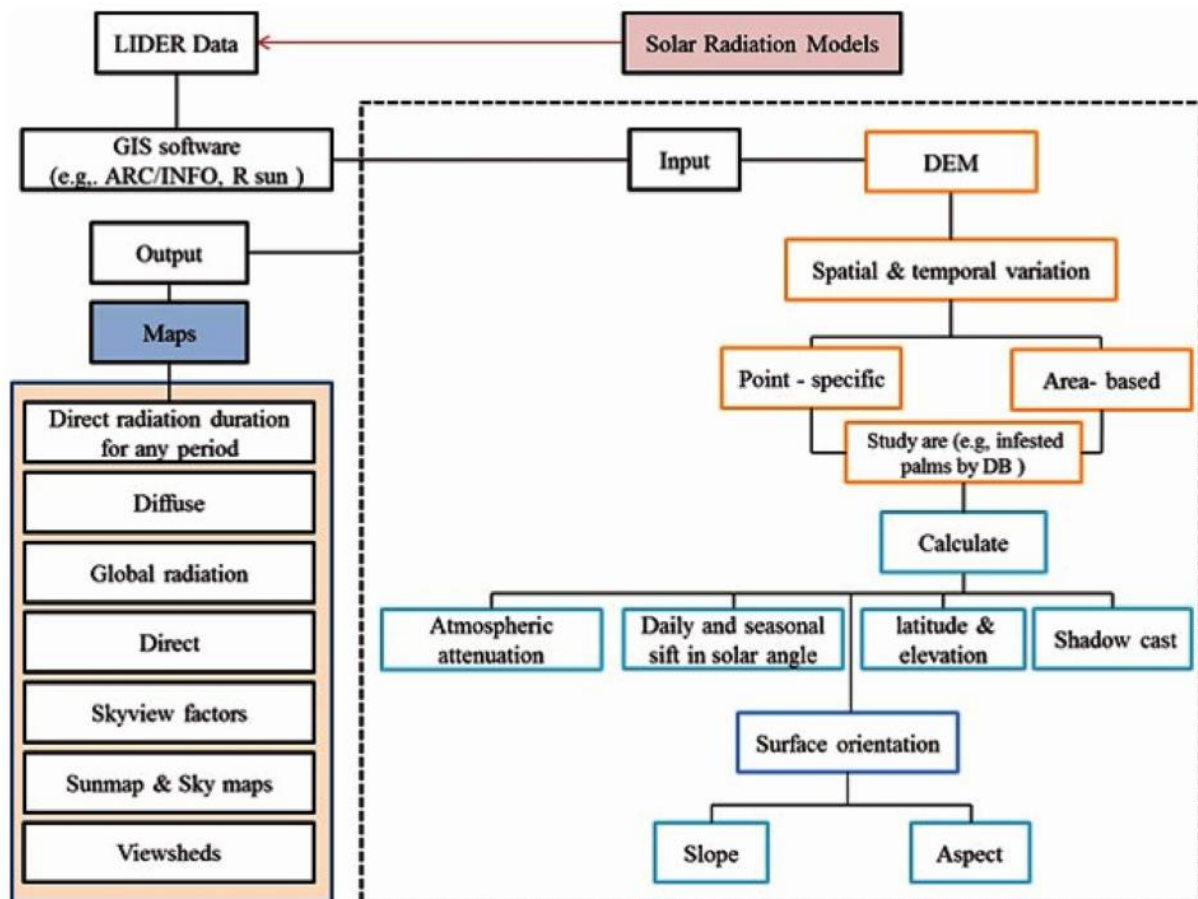 LIDER Data
Solar Radiation Models
GIS software
(e.g,. ARC/INFO, R sun )
Input
DEM
Output
Spatial & temporal variation
Maps
Point - specific
Area- based
Direct radiation duration
for any period
Study are (e.g, infested
palms by DB )
Diffuse
Calculate
Global radiation
Direct
Atmospheric
attenuation
Daily and seasonal
sift in solar angle
latitude &
elevation
Shadow cast
Skyview factors
Surface orientation
Sunmap & Sky maps
Viewsheds
Slope
Aspect